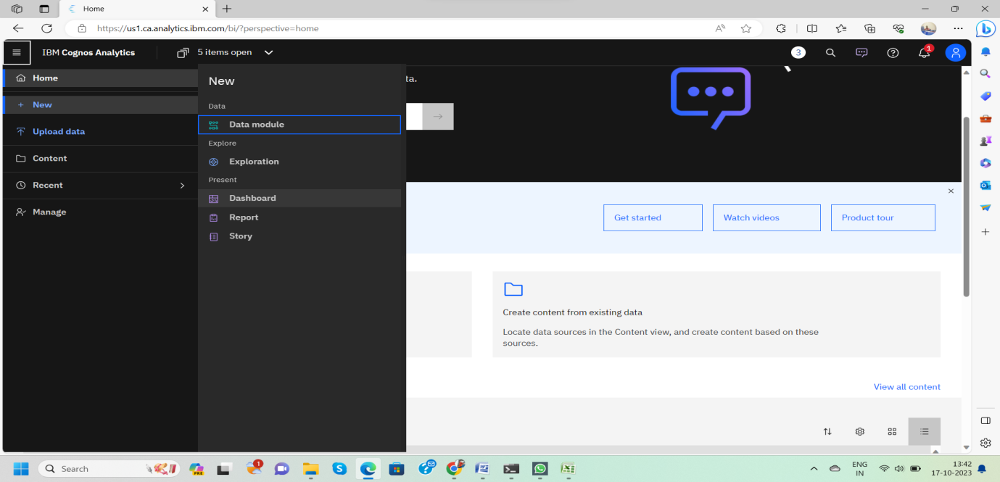 Home
https://us1.ca.analytics.ibm.com/bi/?perspective=home
IBM Cognos Analytics
5 items open
3
1
Home
New
Upload data
Content
Recent
Manage
New
Data
Data module
Explore
Exploration
Present
Dashboard
Report
Story
ta.
Get started
Watch videos
Product tour
Create content from existing data
Locate data sources in the Content view, and create content based on these
sources.
View all content
Search
PRE
1
ENG
IN
13:42
17-10-2023